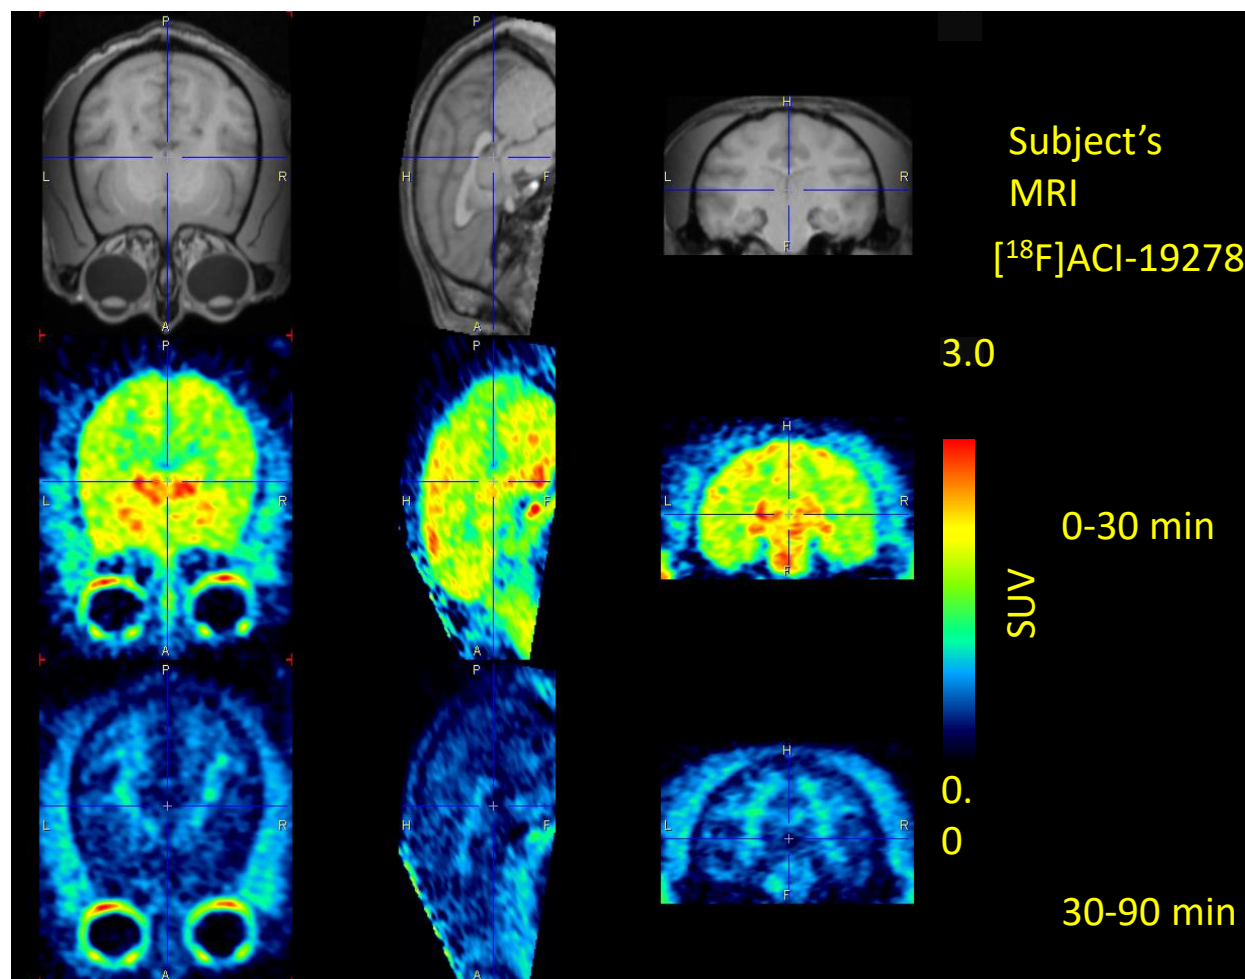 P
P
H
L
R
H
F
L
R
F
A
A
Subject's
MRI
[¹⁸F]ACI-19278
3.0
P
P
H
L
R
H
F
L
R
F
A
A
SUV
0-30 min
P
P
H
L
R
H
F
L
R
F
A
A
0.
0
30-90 min